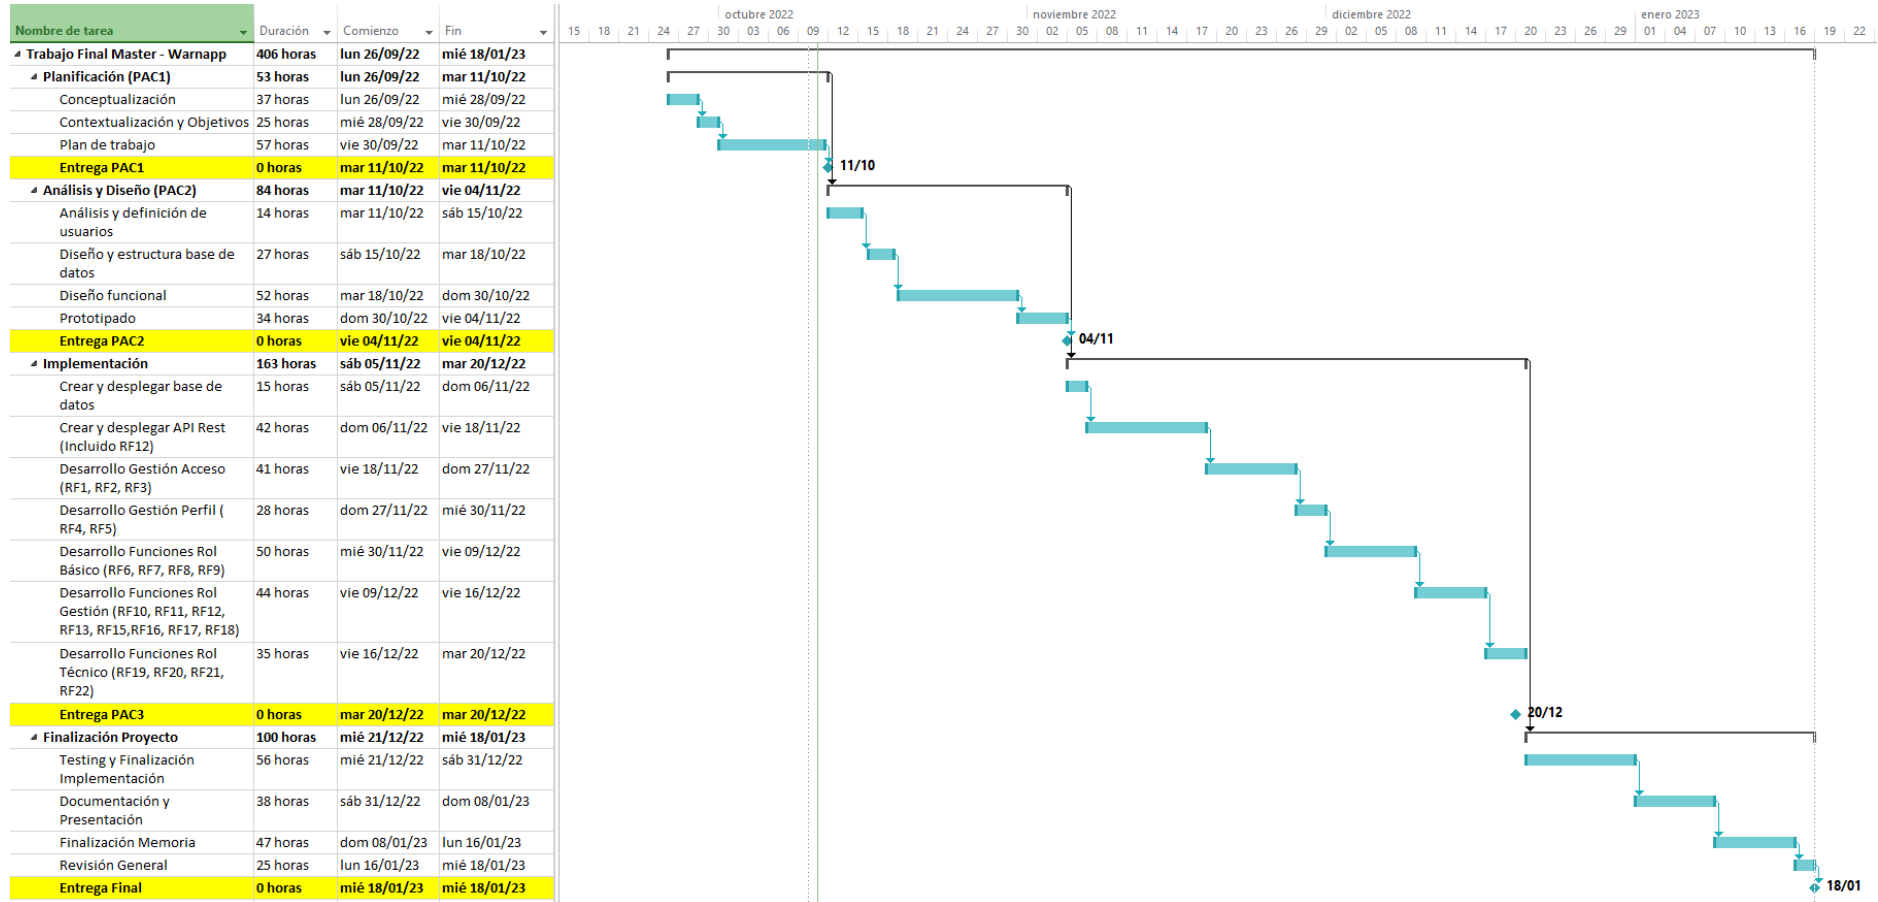 octubre 2022 noviembre 2022 diciembre 2022 enero 2023
Nombre de tarea Duración Comienzo Fin 15 18 21 24 27 30 03 06 09 12 15 18 21 24 27 30 02 05 08 11 14 17 20 23 26 29 02 05 08 11 14 17 20 23 26 29 01 04 07 10 13 16 19 22
Trabajo Final Master - Warnapp 406 horas lun 26/09/22 mié 18/01/23
Planificación (PAC1) 53 horas lun 26/09/22 mar 11/10/22
Conceptualización 37 horas lun 26/09/22 mié 28/09/22
Contextualización y Objetivos 25 horas mié 28/09/22 vie 30/09/22
Plan de trabajo 57 horas vie 30/09/22 mar 11/10/22
Entrega PAC1 0 horas mar 11/10/22 mar 11/10/22 11/10
Análisis y Diseño (PAC2) 84 horas mar 11/10/22 vie 04/11/22
Análisis y definición de 14 horas mar 11/10/22 sáb 15/10/22
usuarios
Diseño y estructura base de 27 horas sáb 15/10/22 mar 18/10/22
datos
Diseño funcional 52 horas mar 18/10/22 dom 30/10/22
Prototipado 34 horas dom 30/10/22 vie 04/11/22
Entrega PAC2 0 horas vie 04/11/22 vie 04/11/22 04/11
Implementación 163 horas sáb 05/11/22 mar 20/12/22
Crear y desplegar base de 15 horas sáb 05/11/22 dom 06/11/22
datos
Crear y desplegar API Rest 42 horas dom 06/11/22 vie 18/11/22
(Incluido RF12)
Desarrollo Gestión Acceso 41 horas vie 18/11/22 dom 27/11/22
(RF1, RF2, RF3)
Desarrollo Gestión Perfil ( 28 horas dom 27/11/22 mié 30/11/22
RF4, RF5)
Desarrollo Funciones Rol 50 horas mié 30/11/22 vie 09/12/22
Básico (RF6, RF7, RF8, RF9)
Desarrollo Funciones Rol 44 horas vie 09/12/22 vie 16/12/22
Gestión (RF10, RF11, RF12,
RF13, RF15,RF16, RF17, RF18)
Desarrollo Funciones Rol 35 horas vie 16/12/22 mar 20/12/22
Técnico (RF19, RF20, RF21,
RF22)
Entrega PAC3 0 horas mar 20/12/22 mar 20/12/22 20/12
Finalización Proyecto 100 horas mié 21/12/22 mié 18/01/23
Testing y Finalización 56 horas mié 21/12/22 sáb 31/12/22
Implementación
Documentación y 38 horas sáb 31/12/22 dom 08/01/23
Presentación
Finalización Memoria 47 horas dom 08/01/23 lun 16/01/23
Revisión General 25 horas lun 16/01/23 mié 18/01/23
Entrega Final 0 horas mié 18/01/23 mié 18/01/23 18/01